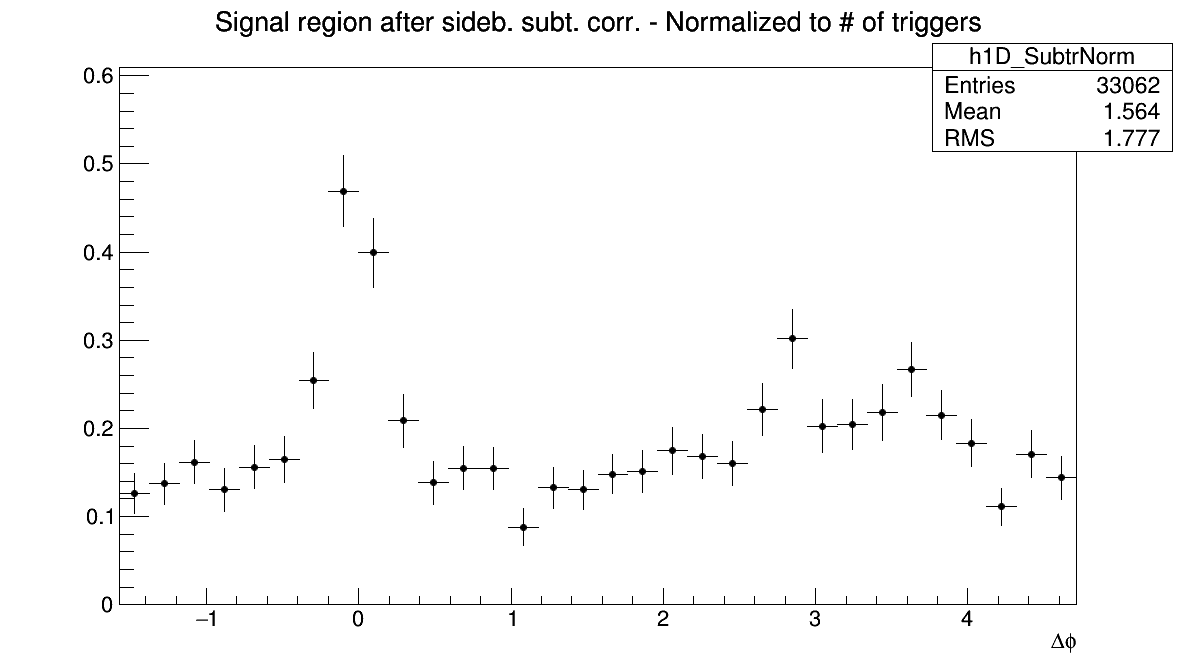 Signal region after sideb. subt. corr. - Normalized to # of triggers
h1D_SubtrNorm
Entries 33062
Mean 1.564
RMS 1.777
0.6
0.5
0.4
0.3
0.2
0.1
0
−1 0 1 2 3 4
Δϕ